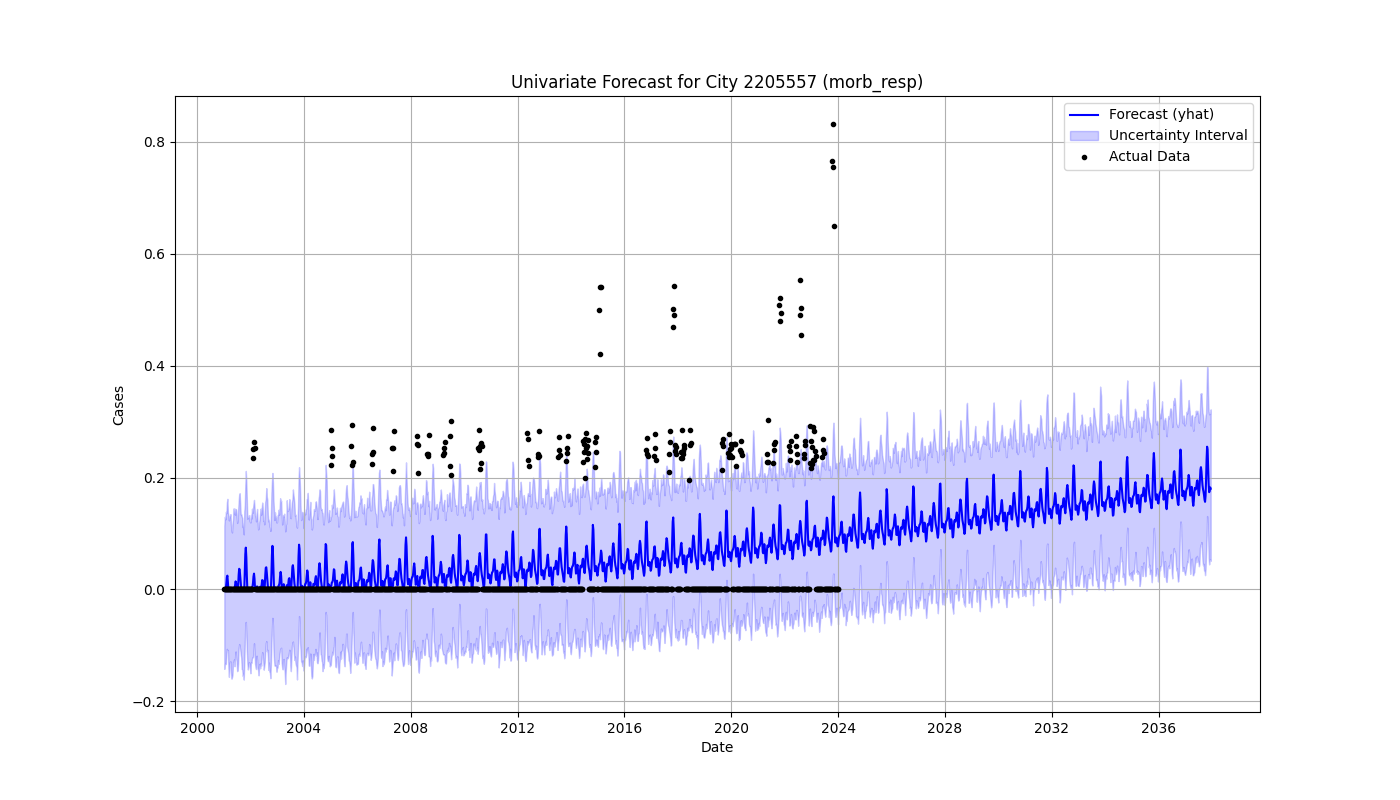 Univariate Forecast for City 2205557 (morb_resp)
Forecast (yhat)
Uncertainty Interval
Actual Data
Cases
0.8
0.6
0.4
0.2
0.0
−0.2
2000 2004 2008 2012 2016 2020 2024 2028 2032 2036
Date